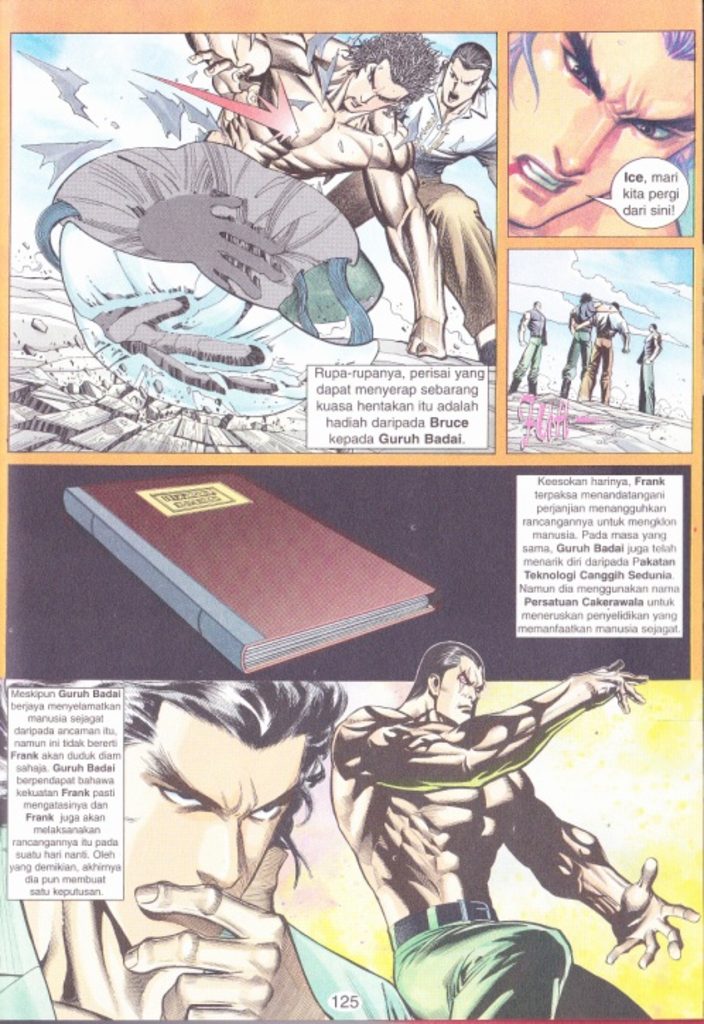 Ice, mari
kita pergi
dari sini!
Rupa-rupanya, perisai yang
dapat menyerap sebarang
kuasa hentakan itu adalah
hadiah daripada Bruce
kepada Guruh Badai.
Keesokan harinya, Frank
terpaksa menandatangani
perjanjian menangguhkan
rancangannya untuk mengklon
manusia. Pada masa yang
sama, Guruh Badai juga telah
menarik diri daripada Pakatan
Teknologi Canggih Sedunia.
Namun dia menggunakan nama
Persatuan Cakerawala untuk
meneruskan penyelidikan yang
memanfaatkan manusia sejagat.
Meskipun Guruh Badai
berjaya menyelamatkan
manusia sejagat
daripada ancaman itu,
namun ini tidak bererti
Frank akan duduk diam
sahaja. Guruh Badai
berpendapat bahawa
kekuatan Frank pasti
mengatasinya dan
Frank juga akan
melaksanakan
rancangannya itu pada
suatu hari nanti. Oleh
yang demikian, akhirnya
dia pun membuat
satu keputusan.
125